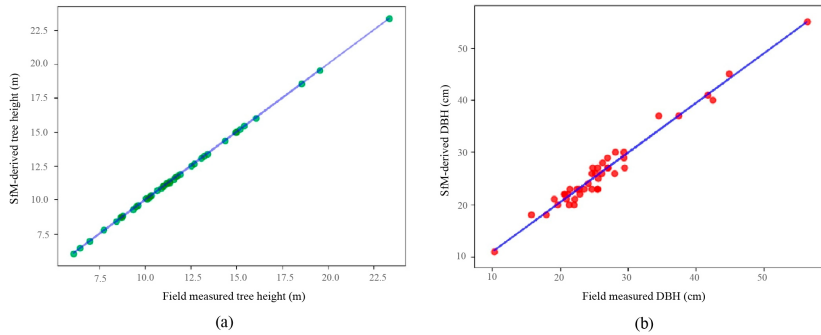 22.5
20.0
17.5
15.0
12.5
10.0
7.5
SfM-derived tree height (m)
7.5 10.0 12.5 15.0 17.5 20.0 22.5
Field measured tree height (m)
(a)
50
40
30
20
10
SfM-derived DBH (cm)
10 20 30 40 50
Field measured DBH (cm)
(b)